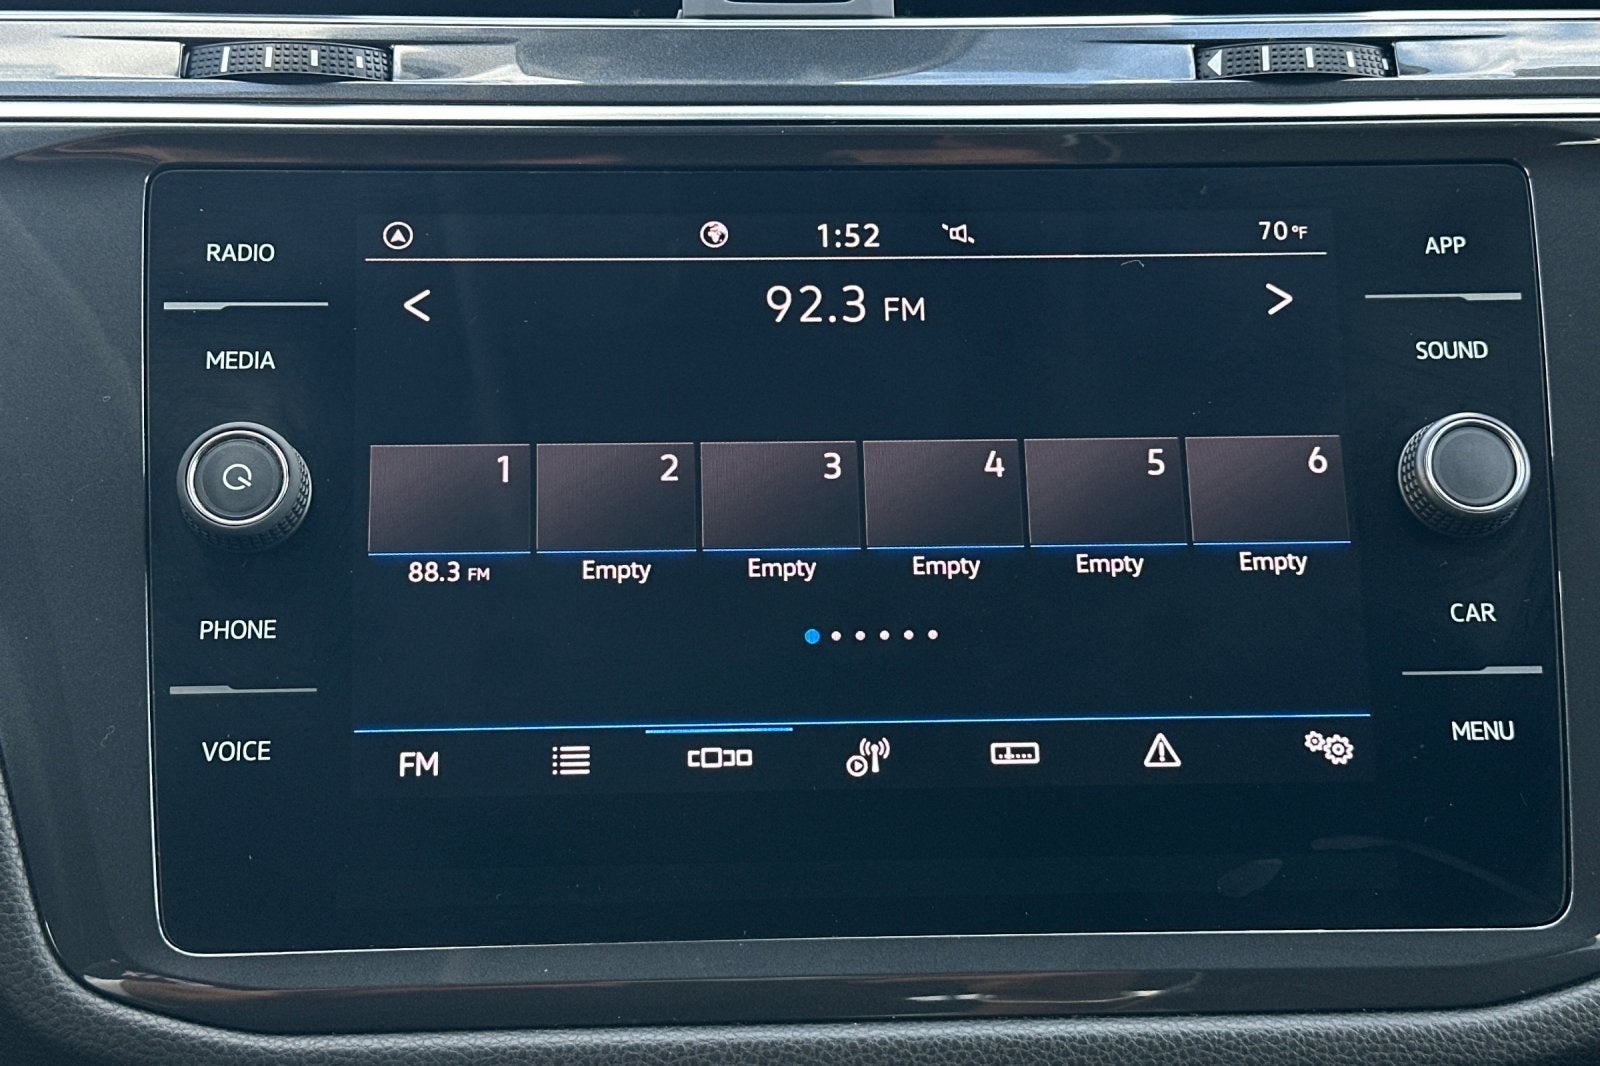 RADIO
MEDIA
PHONE
VOICE
1:52
70°F
92.3 FM
1 2 3 4 5 6
88.3 FM Empty Empty Empty Empty Empty
FM
APP
SOUND
CAR
MENU